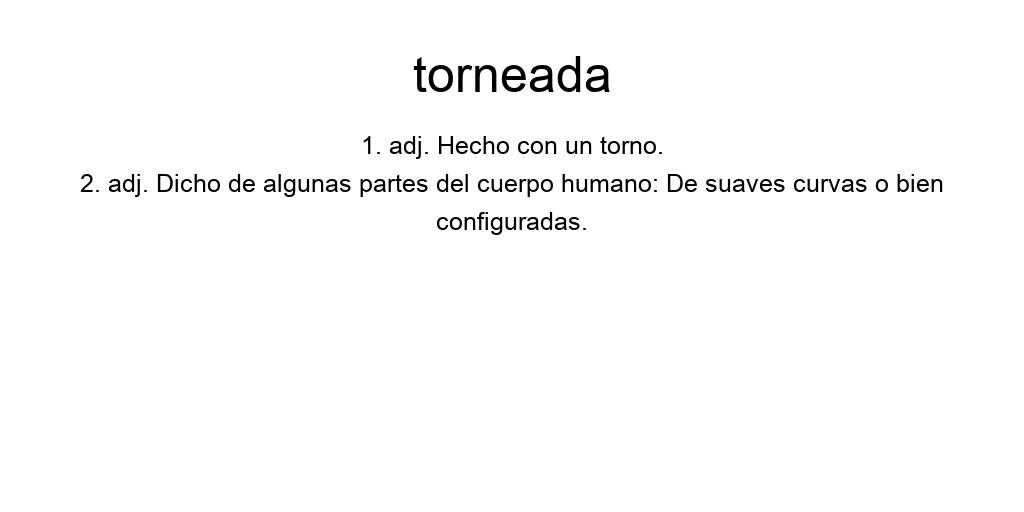 torneada
1. adj. Hecho con un torno.
2. adj. Dicho de algunas partes del cuerpo humano: De suaves curvas o bien
configuradas.